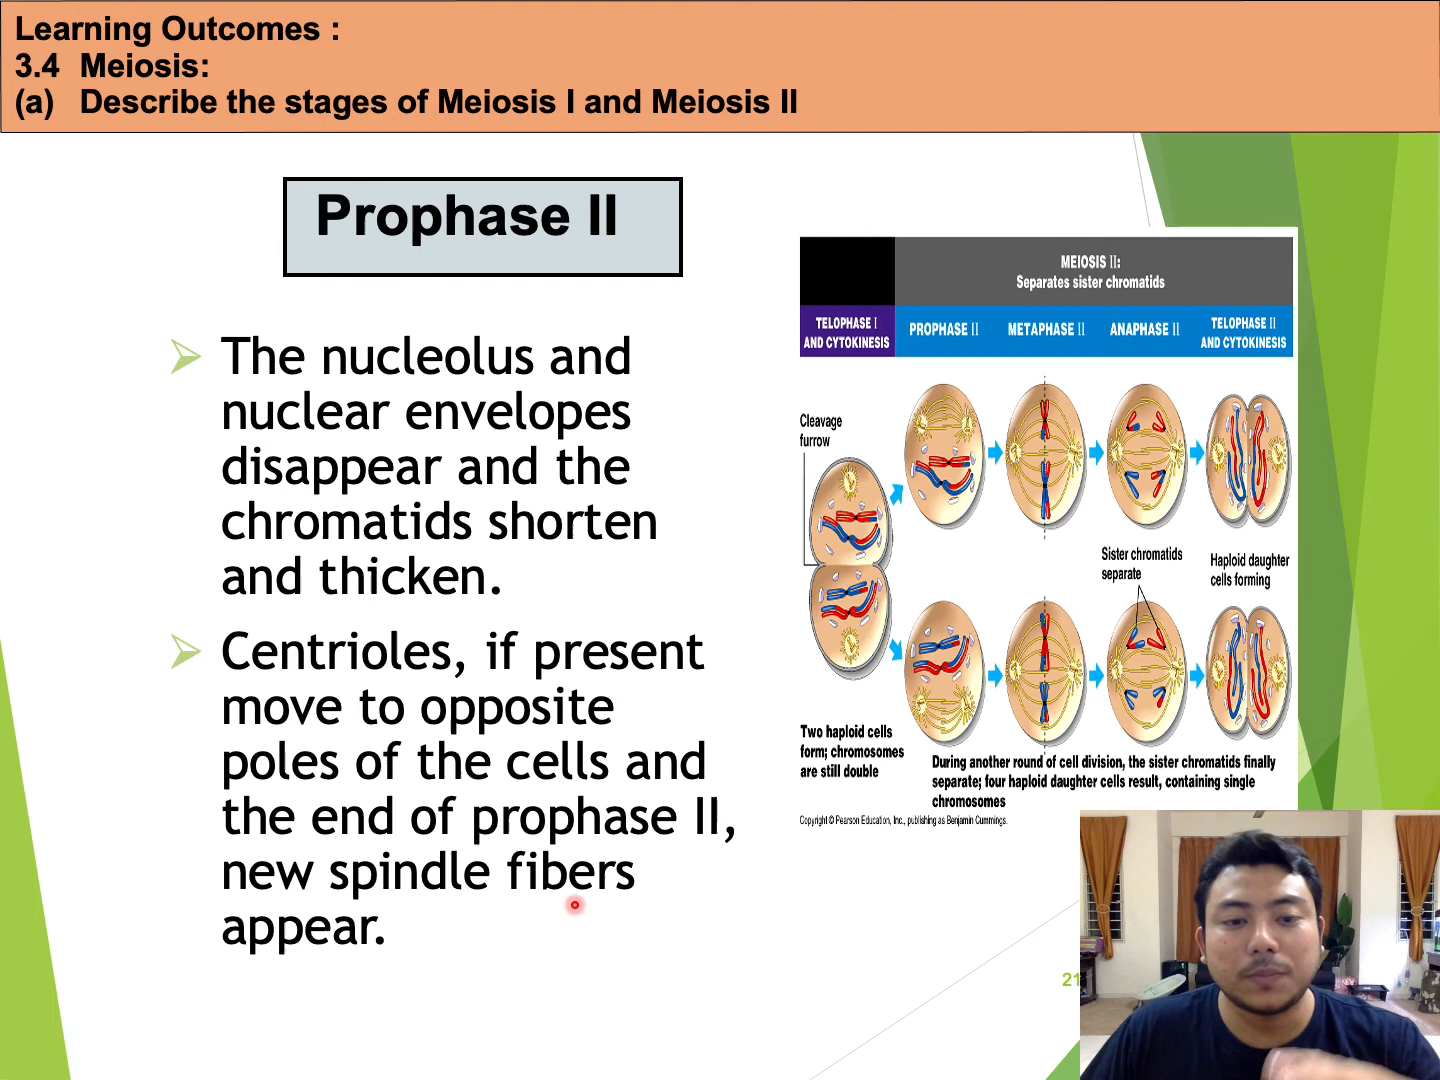 Learning Outcomes :
3.4 Meiosis:
(a) Describe the stages of Meiosis I and Meiosis II
Prophase II
The nucleolus and
nuclear envelopes
disappear and the
chromatids shorten
and thicken.
Centrioles, if present
move to opposite
poles of the cells and
the end of prophase II,
new spindle fibers
appear.
MEIOSIS II:
Separates sister chromatids
TELOPHASE I
AND CYTOKINESIS
PROPHASE II
METAPHASE II
ANAPHASE II
TELOPHASE II
AND CYTOKINESIS
Cleavage
furrow
Sister chromatids
separate
Haploid daughter
cells forming
Two haploid cells
form; chromosomes
are still double
During another round of cell division, the sister chromatids finally
separate; four haploid daughter cells result, containing single
chromosomes
Copyright © Pearson Education, Inc., publishing as Benjamin Cummings.
21